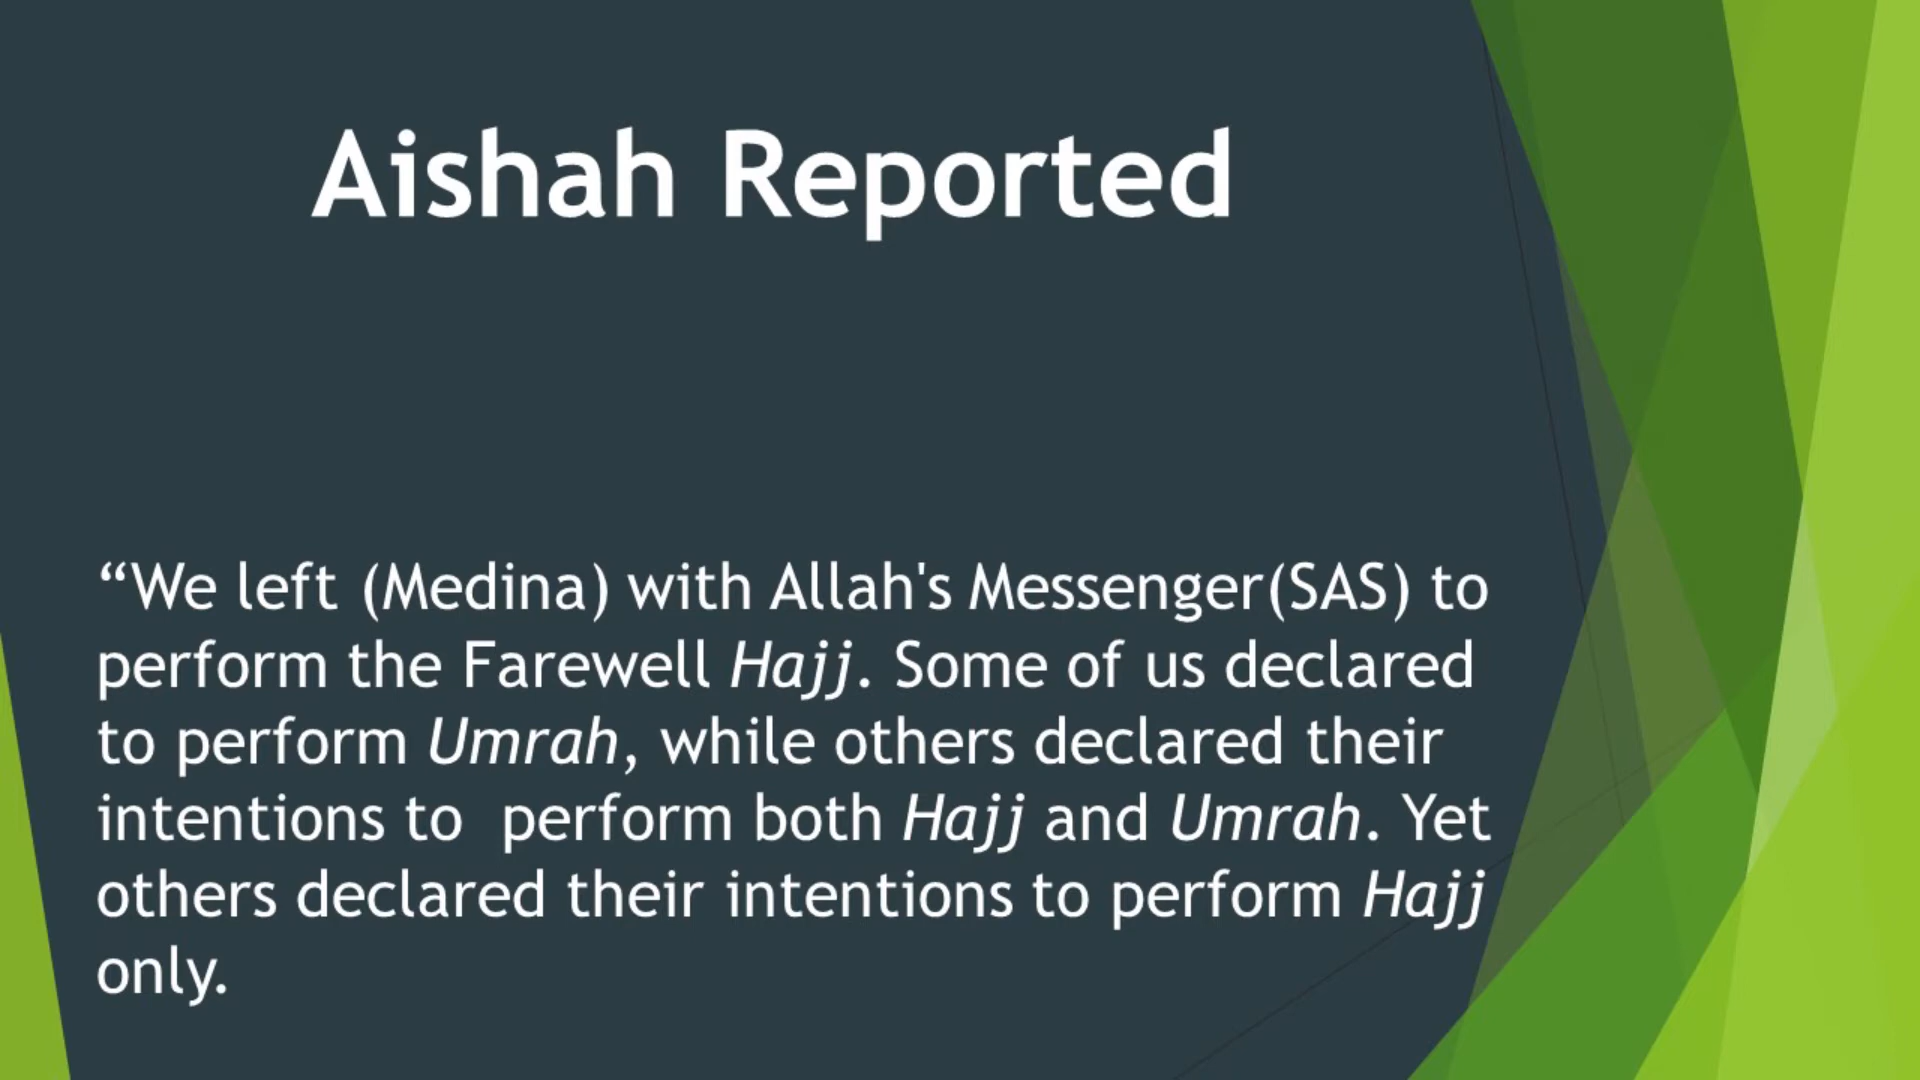 Aishah Reported
“We left (Medina) with Allah's Messenger(SAS) to
perform the Farewell Hajj. Some of us declared
to perform Umrah, while others declared their
intentions to  perform both Hajj and Umrah. Yet
others declared their intentions to perform Hajj
only.